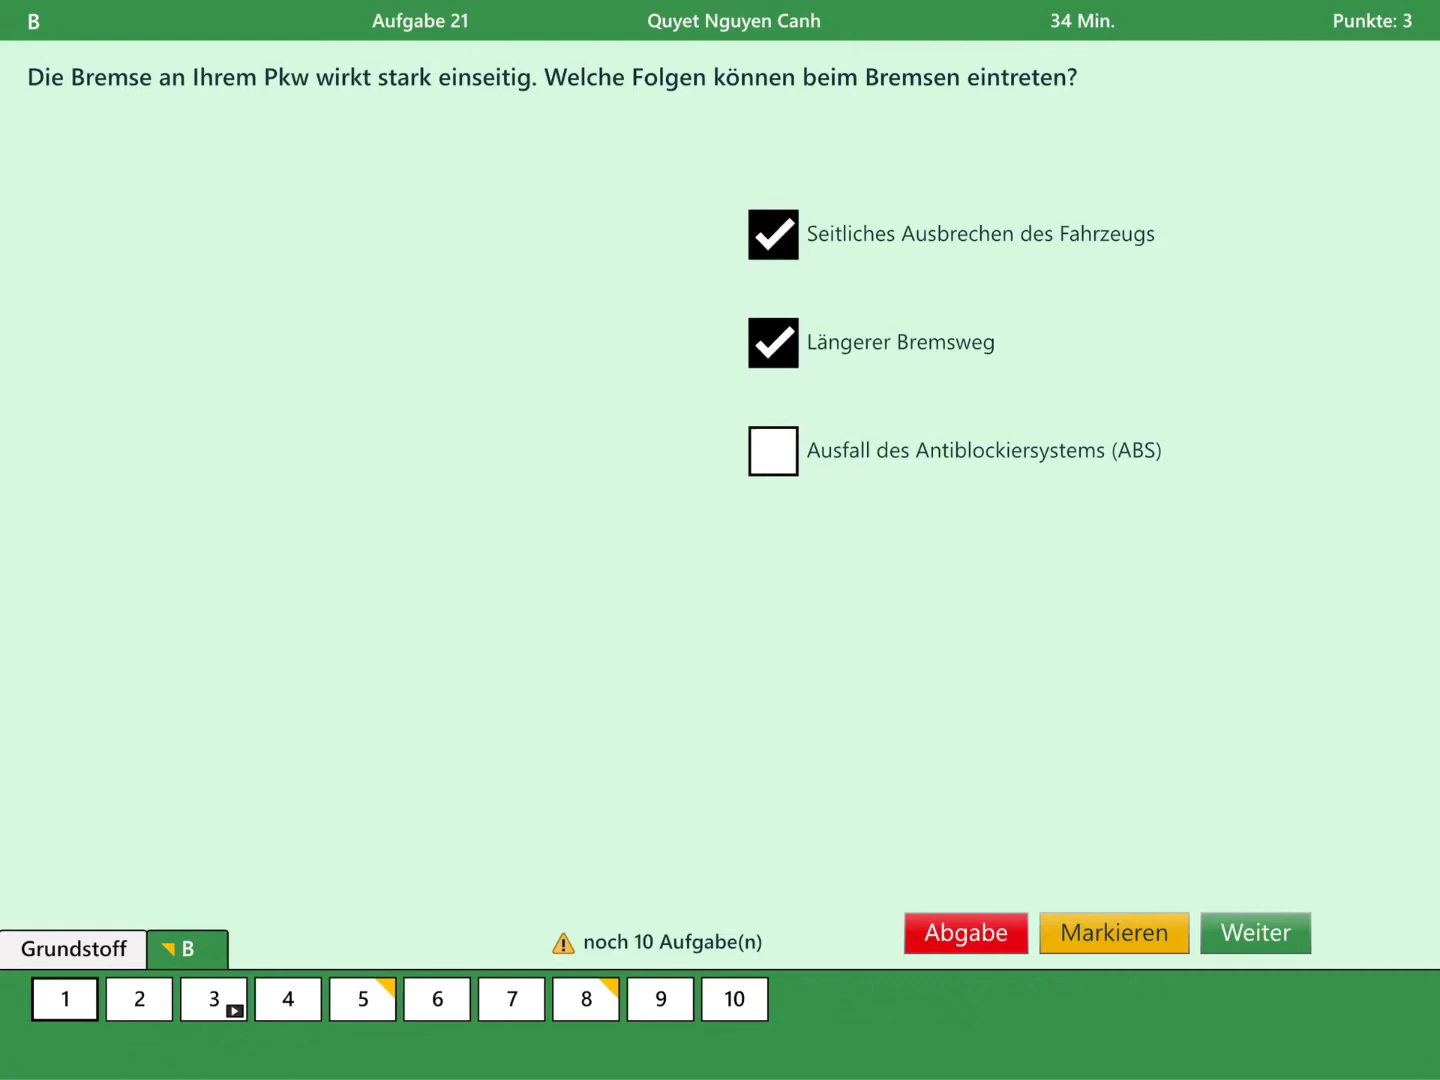 B Aufgabe 21 Quyet Nguyen Canh 34 Min. Punkte: 3
Die Bremse an Ihrem Pkw wirkt stark einseitig. Welche Folgen können beim Bremsen eintreten?
Seitliches Ausbrechen des Fahrzeugs
Längerer Bremsweg
Ausfall des Antiblockiersystems (ABS)
Grundstoff B noch 10 Aufgabe(n) Abgabe Markieren Weiter
1 2 3 4 5 6 7 8 9 10